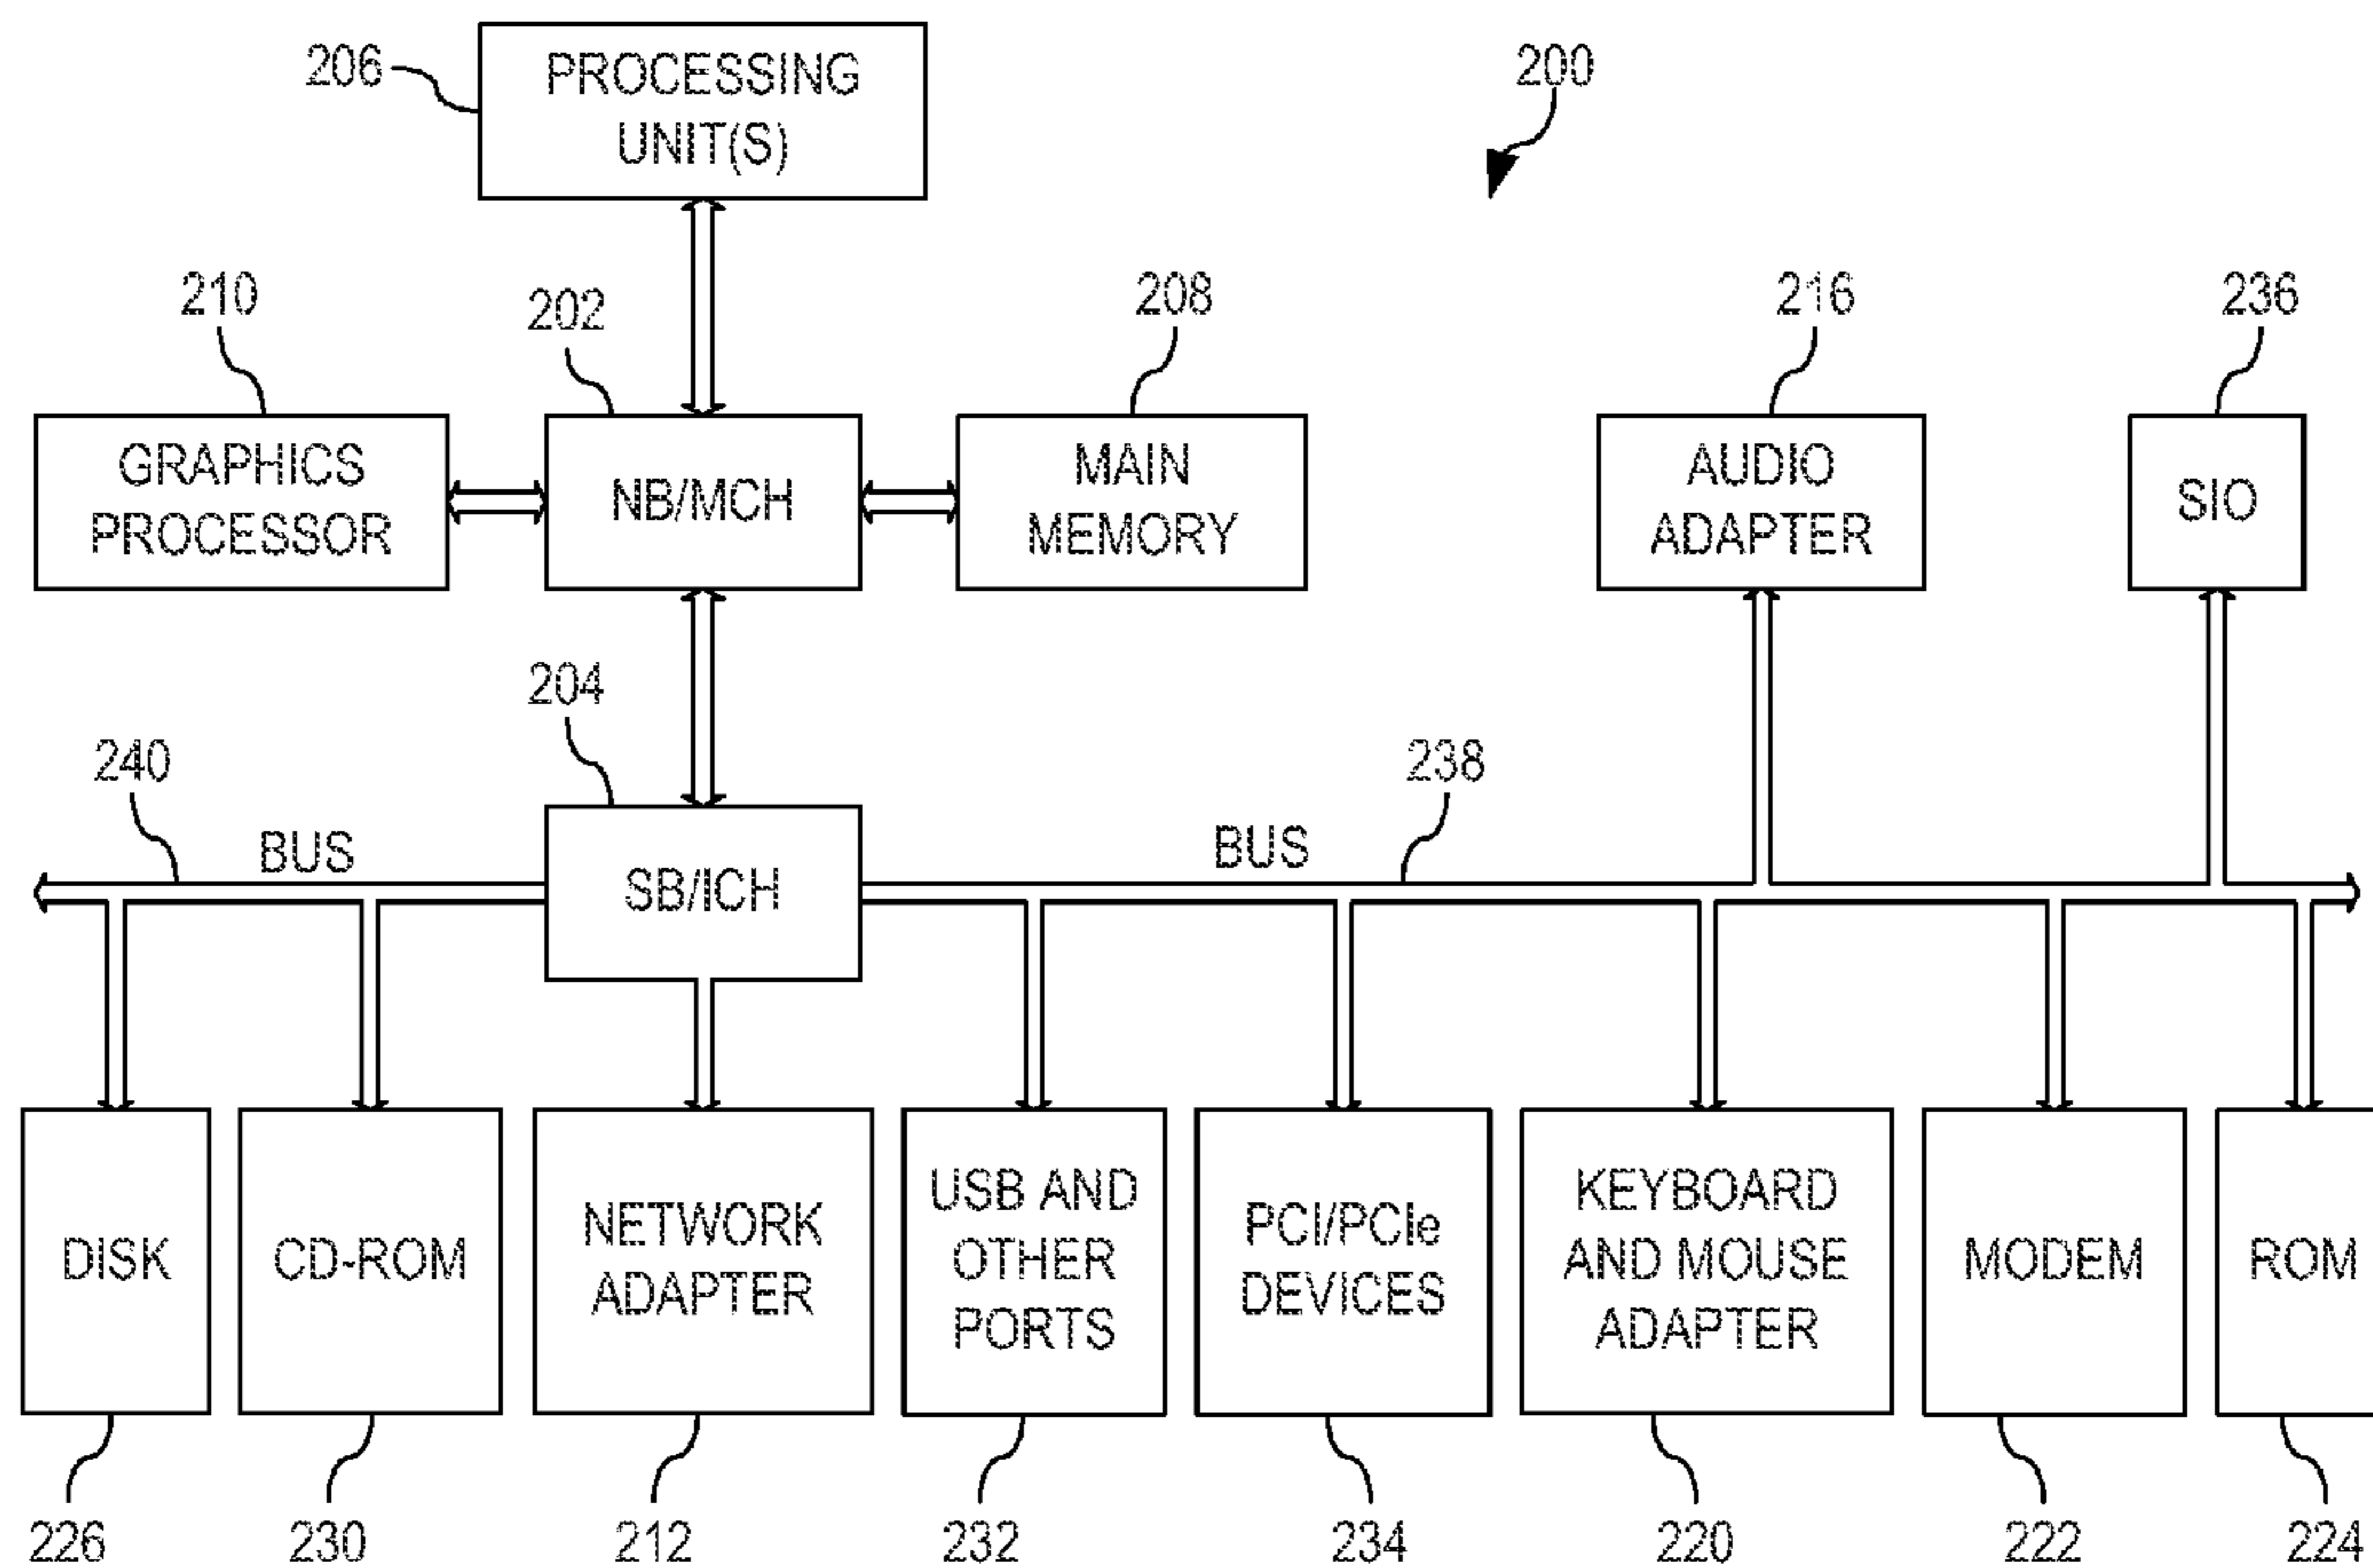 206
PROCESSING
UNIT(S)
200
210
202
208
216
236
GRAPHICS
PROCESSOR
NB/MCH
MAIN
MEMORY
AUDIO
ADAPTER
SIO
204
240
238
BUS
SB/ICH
BUS
DISK
CD-ROM
NETWORK
ADAPTER
USB AND
OTHER
PORTS
PCI/PCIe
DEVICES
KEYBOARD
AND MOUSE
ADAPTER
MODEM
ROM
226
230
212
232
234
220
222
224